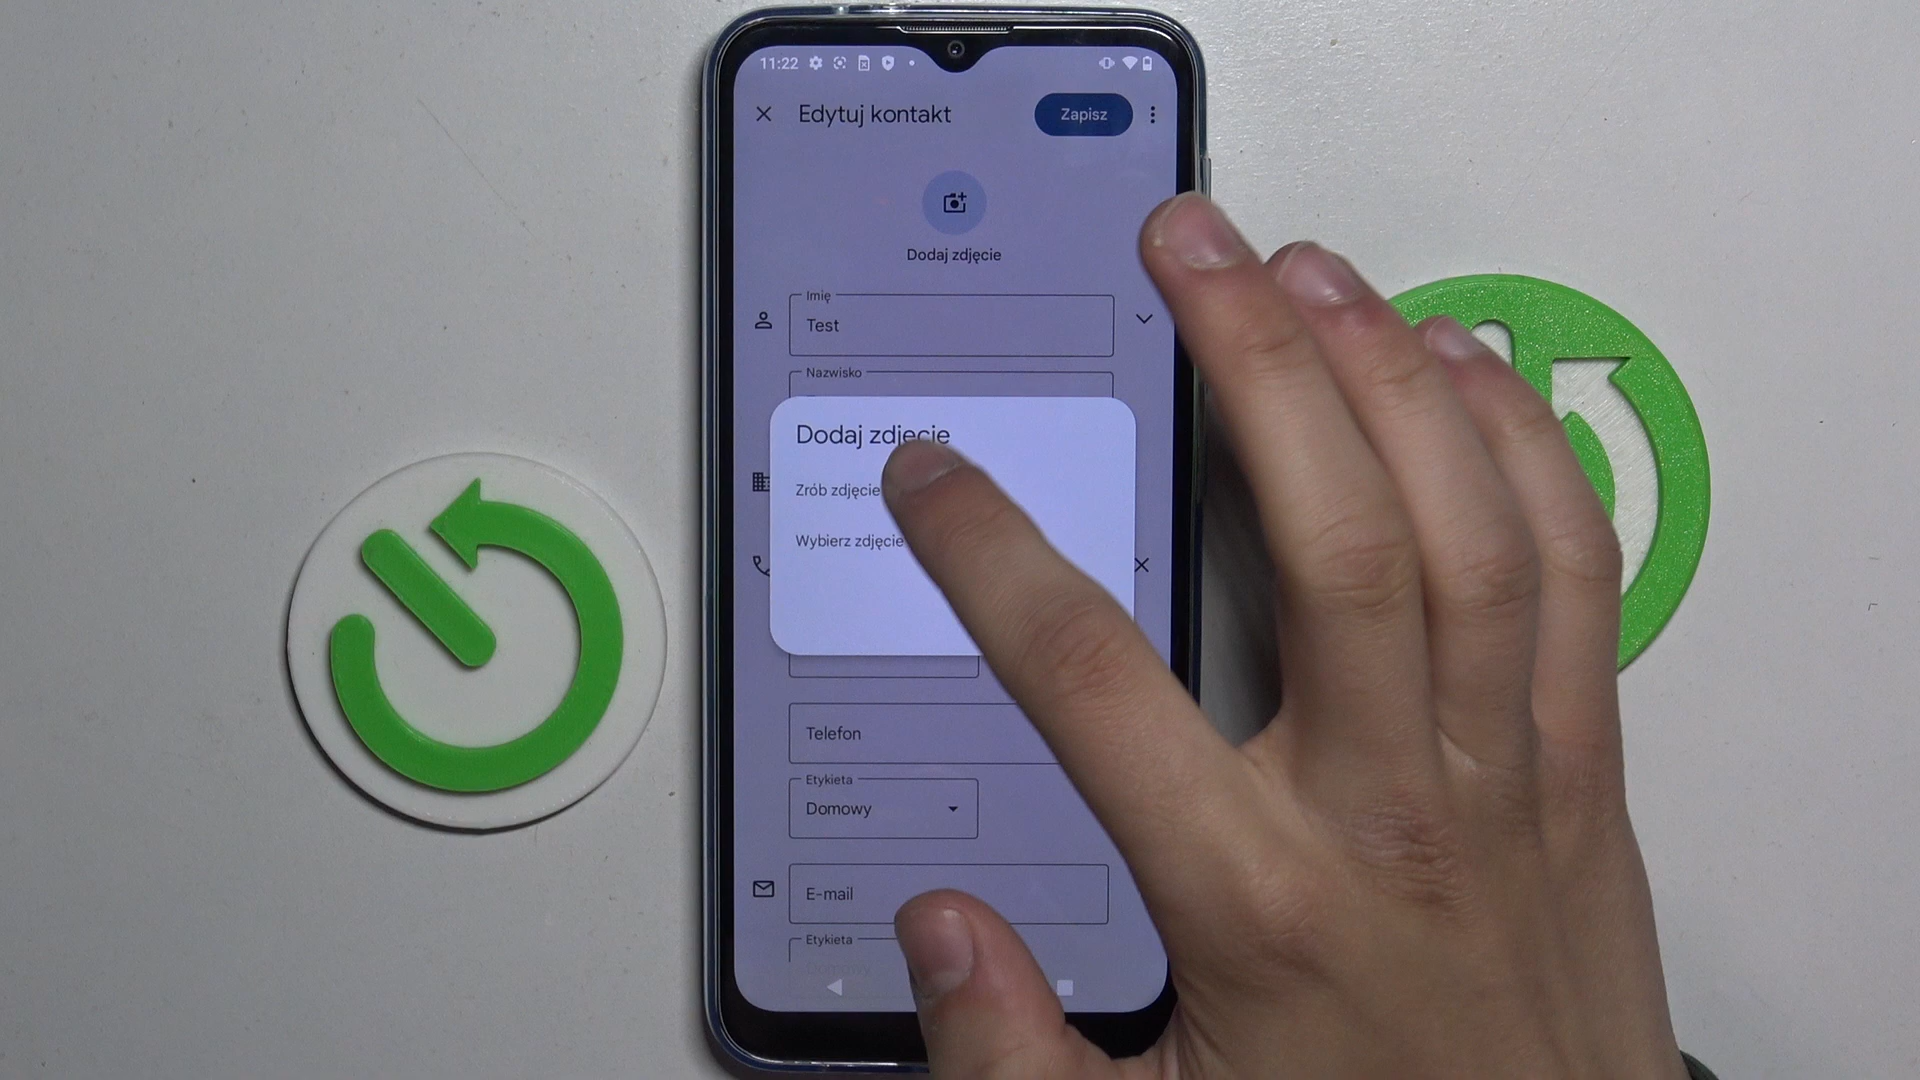 11:22
Edytuj kontakt
Zapisz
Dodaj zdjęcie
Imię
Test
Nazwisko
Dodaj zdjęcie
Zrób zdjęcie
Wybierz zdjęcie
Telefon
Etykieta
Domowy
E-mail
Etykieta
Domowy